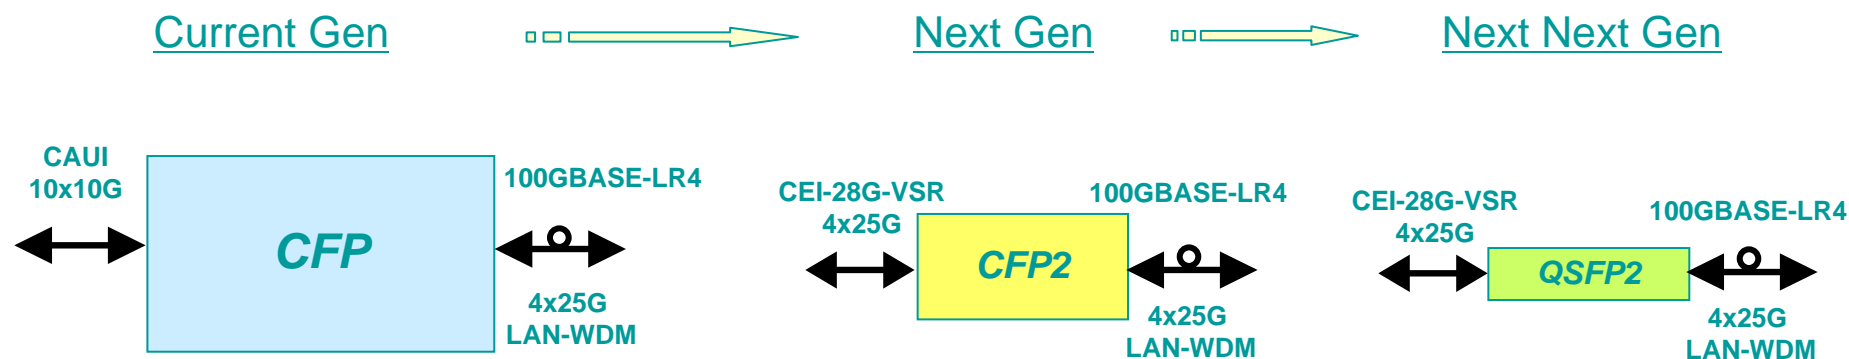 Current Gen
Next Gen
Next Next Gen
CAUI
10x10G
CFP
100GBASE-LR4
4x25G
LAN-WDM
CEI-28G-VSR
4x25G
CFP2
100GBASE-LR4
4x25G
LAN-WDM
CEI-28G-VSR
4x25G
QSFP2
100GBASE-LR4
4x25G
LAN-WDM